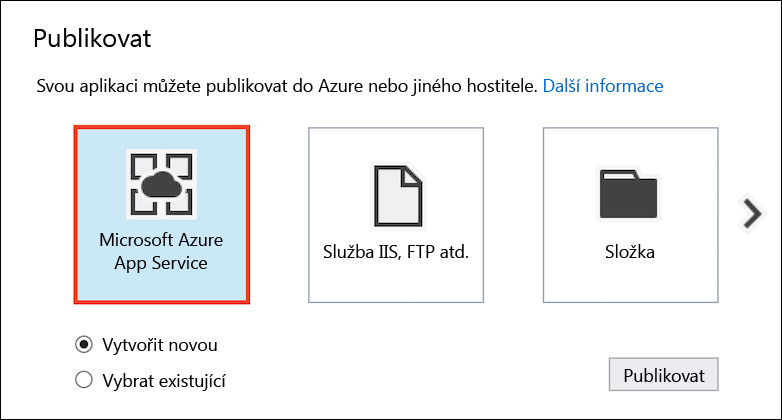 Publikovat
Svou aplikaci můžete publikovat do Azure nebo jiného hostitele. Další informace
Microsoft Azure
App Service
Služba IIS, FTP atd.
Složka
Vytvořit novou
Vybrat existující
Publikovat